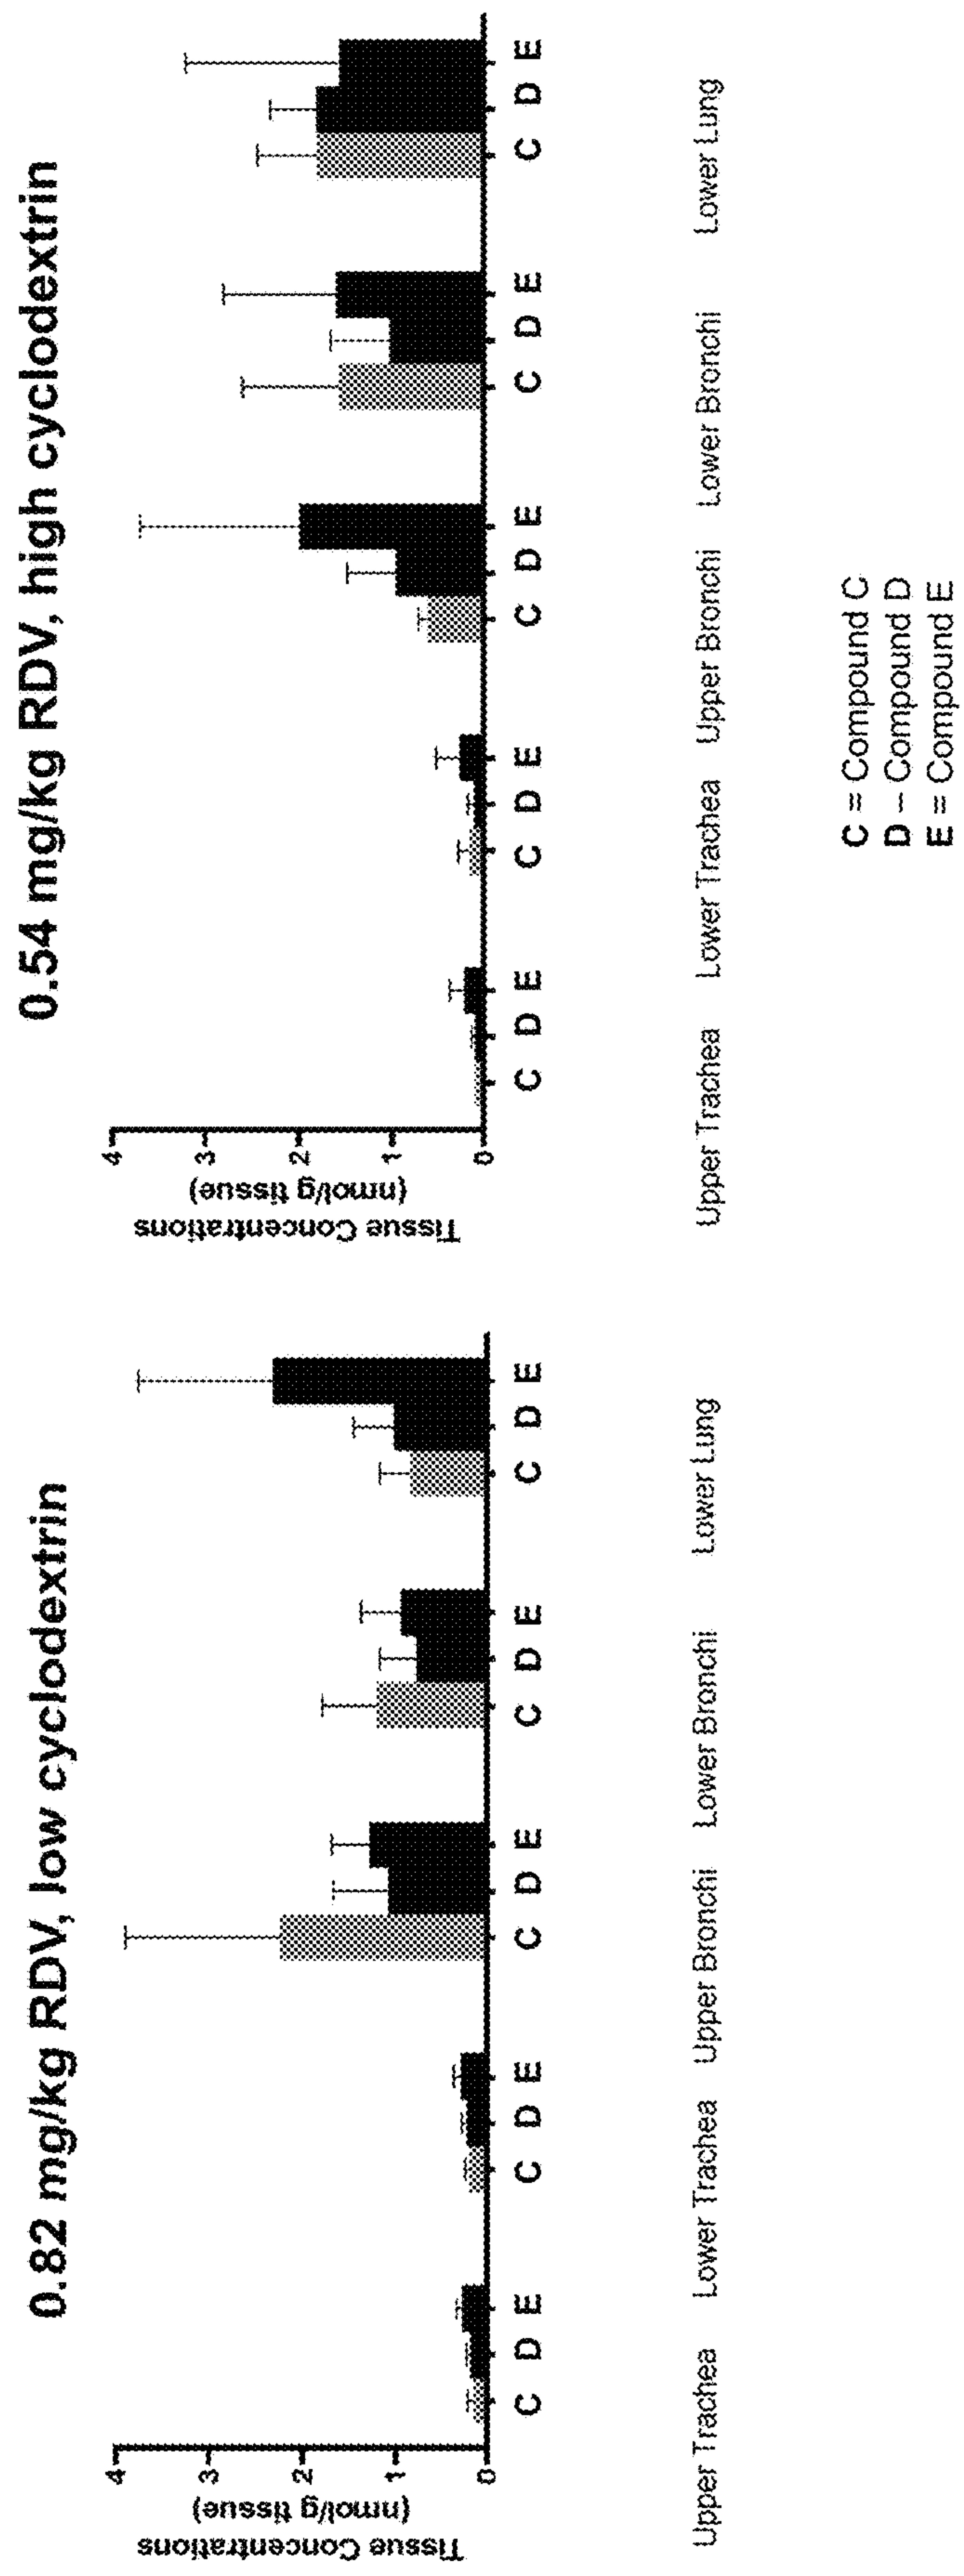 0.82 mg/kg RDV, low cyclodextrin
Tissue Concentrations
(nmol/g tissue)
4
3
2
1
0
C D E C D E C D E C D E C D E
Upper Trachea Lower Trachea Upper Bronchi Lower Bronchi Lower Lung
0.54 mg/kg RDV, high cyclodextrin
Tissue Concentrations
(nmol/g tissue)
4
3
2
1
0
C D E C D E C D E C D E C D E
Upper Trachea Lower Trachea Upper Bronchi Lower Bronchi Lower Lung
C = Compound C
D – Compound D
E = Compound E